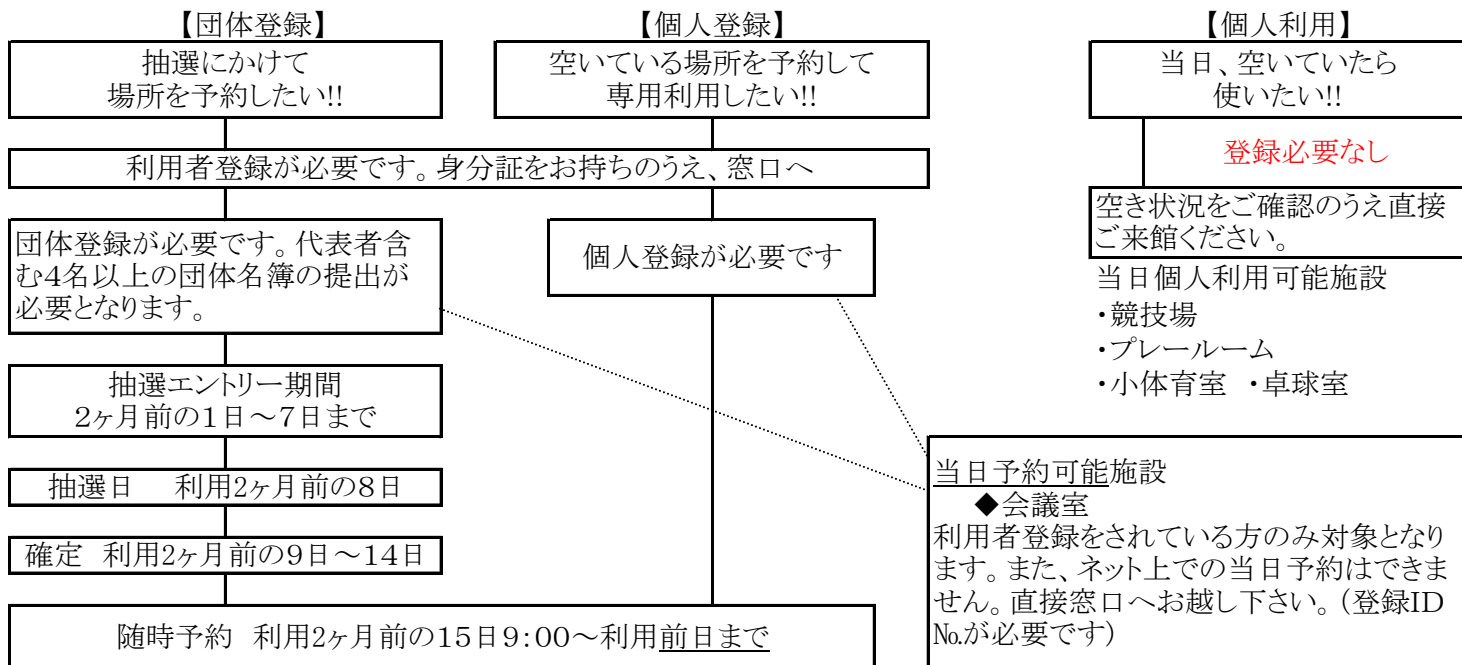 【団体登録】
抽選にかけて
場所を予約したい!!
【個人登録】
空いている場所を予約して
専用利用したい!!
利用者登録が必要です。身分証をお持ちのうえ、窓口へ
団体登録が必要です。代表者含
む4名以上の団体名簿の提出が
必要となります。
個人登録が必要です
抽選エントリー期間
2ヶ月前の1日～7日まで
抽選日　利用2ヶ月前の8日
確定 利用2ヶ月前の9日～14日
随時予約 利用2ヶ月前の15日9:00～利用前日まで
【個人利用】
当日、空いていたら
使いたい!!
登録必要なし
空き状況をご確認のうえ直接
ご来館ください。
当日個人利用可能施設
・競技場
・プレールーム
・小体育室 ・卓球室
当日予約可能施設
◆会議室
利用者登録をされている方のみ対象となり
ます。また、ネット上での当日予約はできま
せん。直接窓口へお越し下さい。（登録ID
№が必要です）